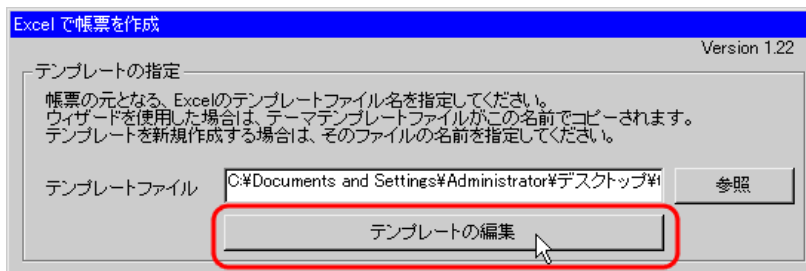 Excel で帳票を作成
Version 1.22
テンプレートの指定
帳票の元となる、Excelのテンプレートファイル名を指定してください。
ウィザードを使用した場合は、テーマテンプレートファイルがこの名前でコピーされます。
テンプレートを新規作成する場合は、そのファイルの名前を指定してください。
テンプレートファイル C:¥Documents and Settings¥Administrator¥デスクトップ¥t 参照
テンプレートの編集